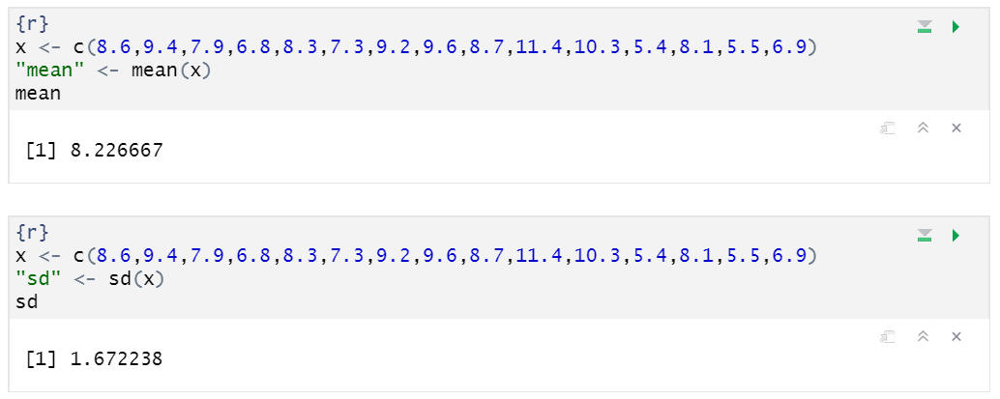 {r}
x <- c(8.6,9.4,7.9,6.8,8.3,7.3,9.2,9.6,8.7,11.4,10.3,5.4,8.1,5.5,6.9)
"mean" <- mean(x)
mean
[1] 8.226667
{r}
x <- c(8.6,9.4,7.9,6.8,8.3,7.3,9.2,9.6,8.7,11.4,10.3,5.4,8.1,5.5,6.9)
"sd" <- sd(x)
sd
[1] 1.672238